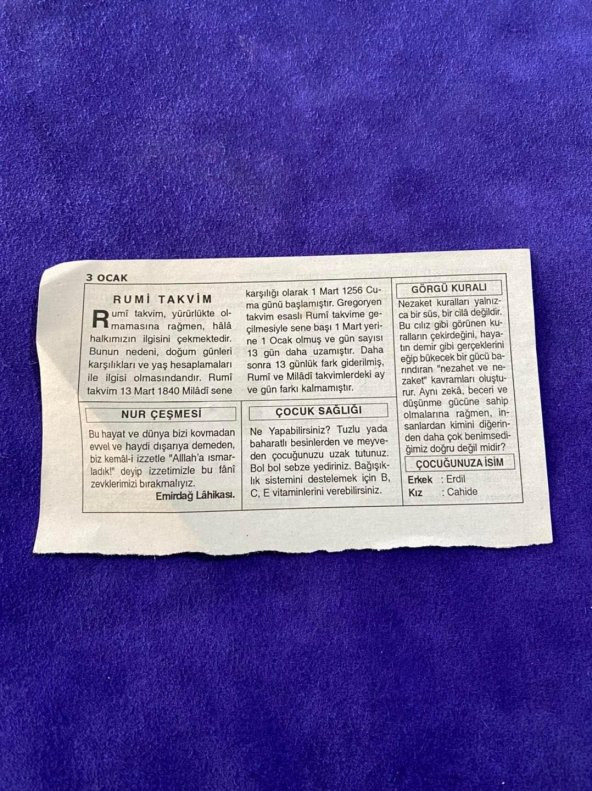 3 OCAK
RUMİ TAKVİM
Rumî takvim, yürürlükte ol-
mamasına rağmen, hâlâ
halkımızın ilgisini çekmektedir.
Bunun nedeni, doğum günleri
karşılıkları ve yaş hesaplamaları
ile ilgisi olmasındandır. Rumî
takvim 13 Mart 1840 Milâdî sene
karşılığı olarak 1 Mart 1256 Cu-
ma günü başlamıştır. Gregoryen
takvim esaslı Rumî takvime ge-
çilmesiyle sene başı 1 Mart yeri-
ne 1 Ocak olmuş ve gün sayısı
13 gün daha uzamıştır. Daha
sonra 13 günlük fark giderilmiş,
Rumî ve Milâdî takvimlerdeki ay
ve gün farkı kalmamıştır.
NUR ÇEŞMESİ
Bu hayat ve dünya bizi kovmadan
evvel ve haydi dışarıya demeden,
biz kemâl-i izzetle "Alllah'a ısmar-
ladık!" deyip izzetimizle bu fânî
zevklerimizi bırakmalıyız.
Emirdağ Lâhikası.
ÇOCUK SAĞLIĞI
Ne Yapabilirsiniz? Tuzlu yada
baharatlı besinlerden ve meyve-
den çocuğunuzu uzak tutunuz.
Bol bol sebze yediriniz. Bağışık-
lık sistemini destelemek için B,
C, E vitaminlerini verebilirsiniz.
GÖRGÜ KURALI
Nezaket kuralları yalnız-
ca bir süs, bir cilâ değildir.
Bu cılız gibi görünen ku-
ralların çekirdeğini, haya-
tın demir gibi gerçeklerini
eğip bükecek bir gücü ba-
rındıran "nezahet ve ne-
zaket" kavramları oluştu-
rur. Aynı zekâ, beceri ve
düşünme gücüne sahip
olmalarına rağmen, in-
sanlardan kimini diğerin-
den daha çok benimsedi-
ğimiz doğru değil midir?
ÇOCUĞUNUZA İSİM
Erkek : Erdil
Kız : Cahide